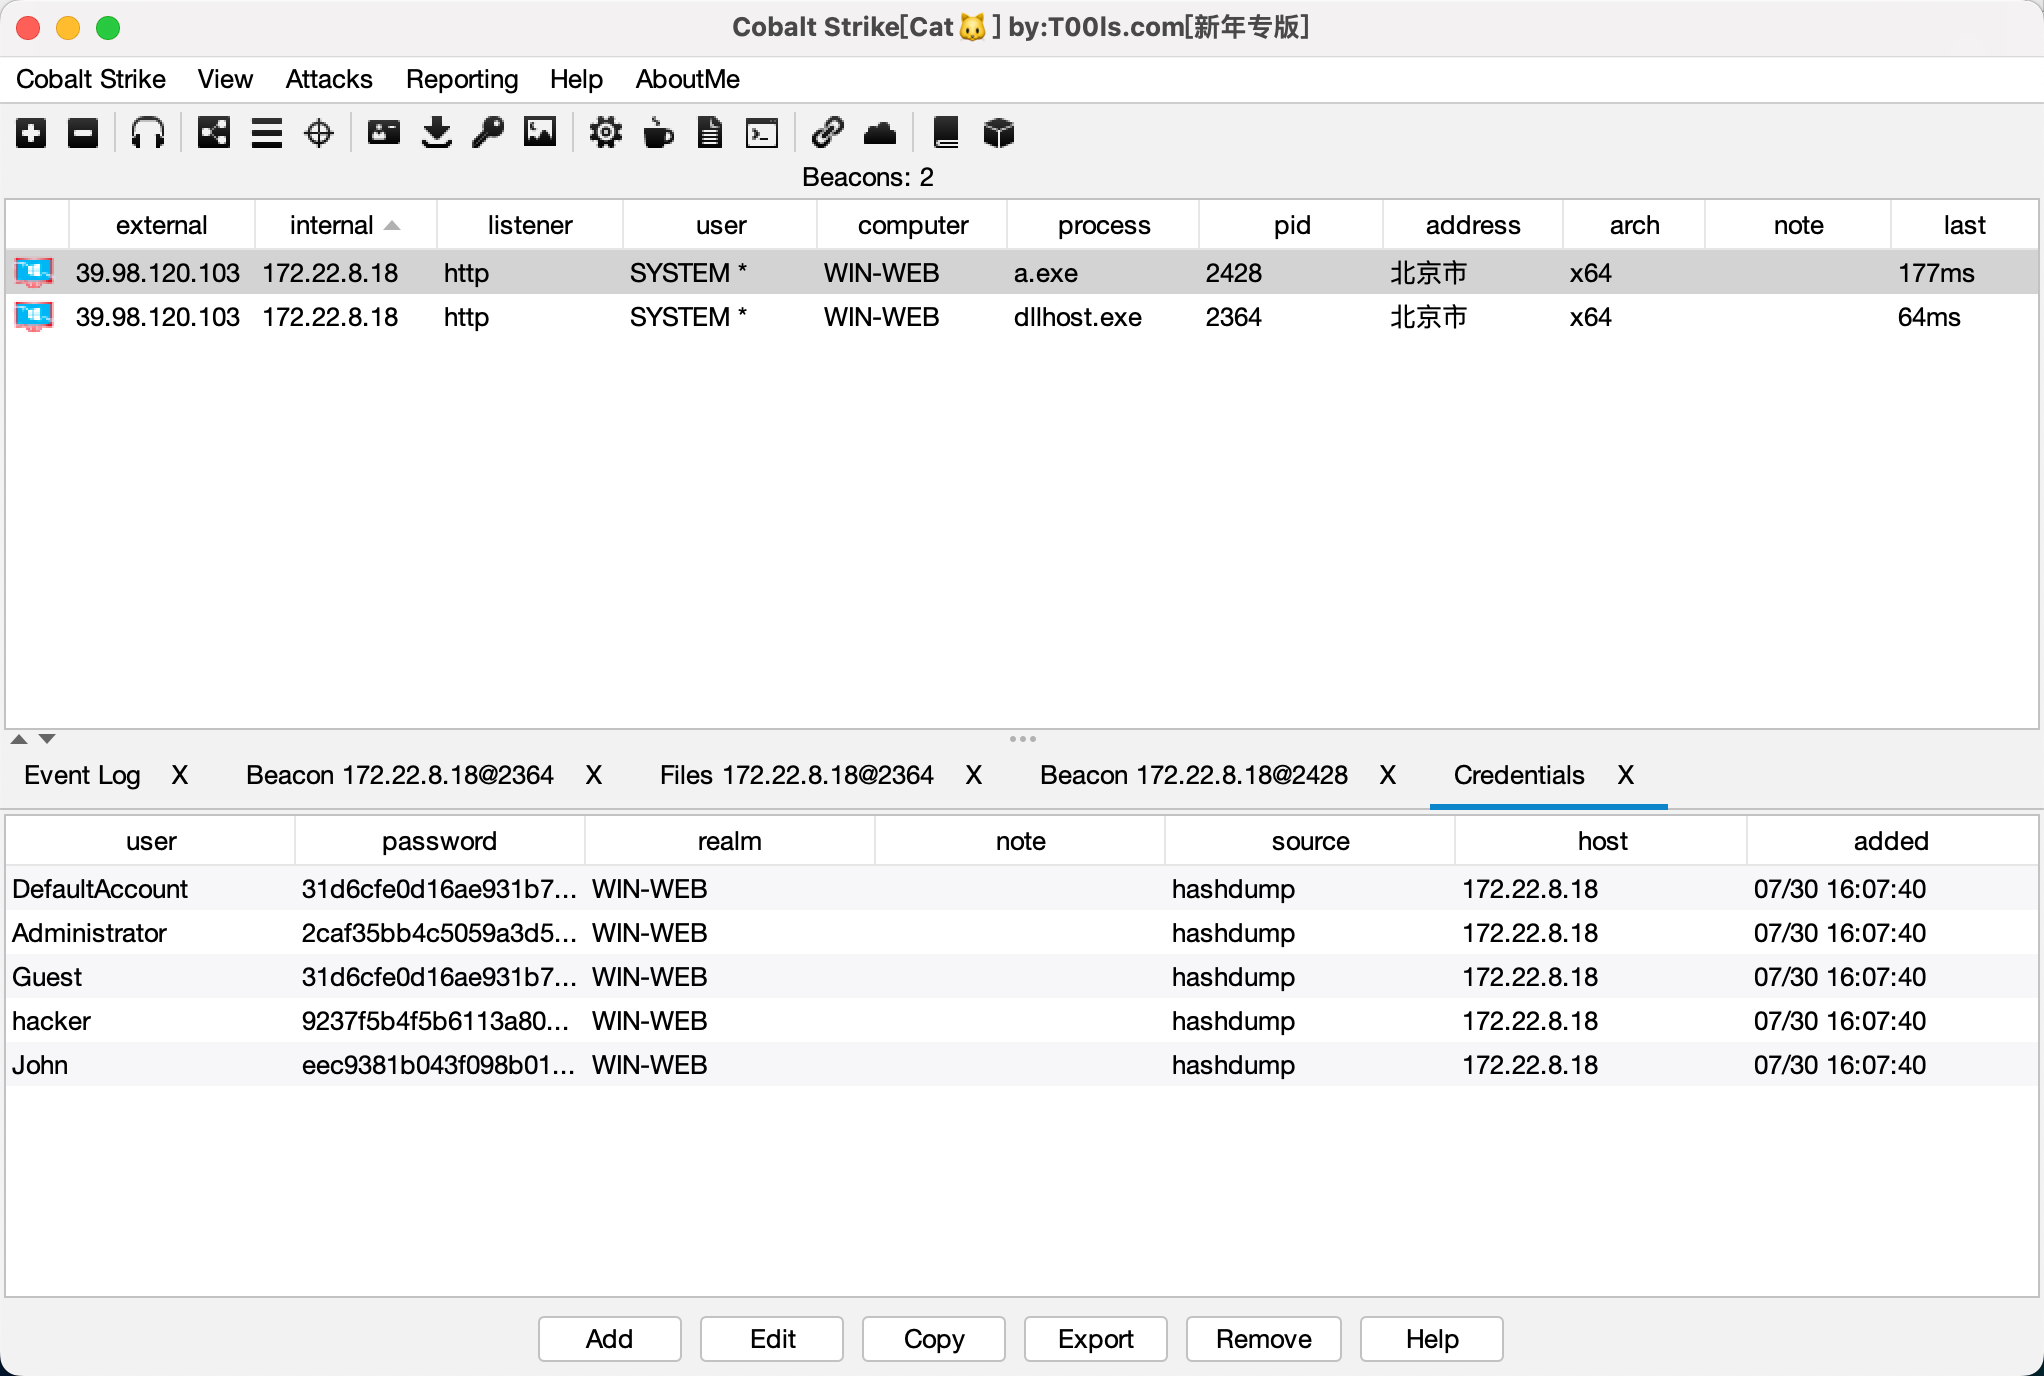 Cobalt Strike[Cat🐱] by:T00ls.com[新年专版]
Cobalt Strike View Attacks Reporting Help AboutMe
Beacons: 2
external internal listener user computer process pid address arch note last
39.98.120.103 172.22.8.18 http SYSTEM * WIN-WEB a.exe 2428 北京市 x64 177ms
39.98.120.103 172.22.8.18 http SYSTEM * WIN-WEB dllhost.exe 2364 北京市 x64 64ms
Event Log X Beacon 172.22.8.18@2364 X Files 172.22.8.18@2364 X Beacon 172.22.8.18@2428 X Credentials X
user password realm note source host added
DefaultAccount 31d6cfe0d16ae931b7... WIN-WEB hashdump 172.22.8.18 07/30 16:07:40
Administrator 2caf35bb4c5059a3d5... WIN-WEB hashdump 172.22.8.18 07/30 16:07:40
Guest 31d6cfe0d16ae931b7... WIN-WEB hashdump 172.22.8.18 07/30 16:07:40
hacker 9237f5b4f5b6113a80... WIN-WEB hashdump 172.22.8.18 07/30 16:07:40
John eec9381b043f098b01... WIN-WEB hashdump 172.22.8.18 07/30 16:07:40
Add Edit Copy Export Remove Help